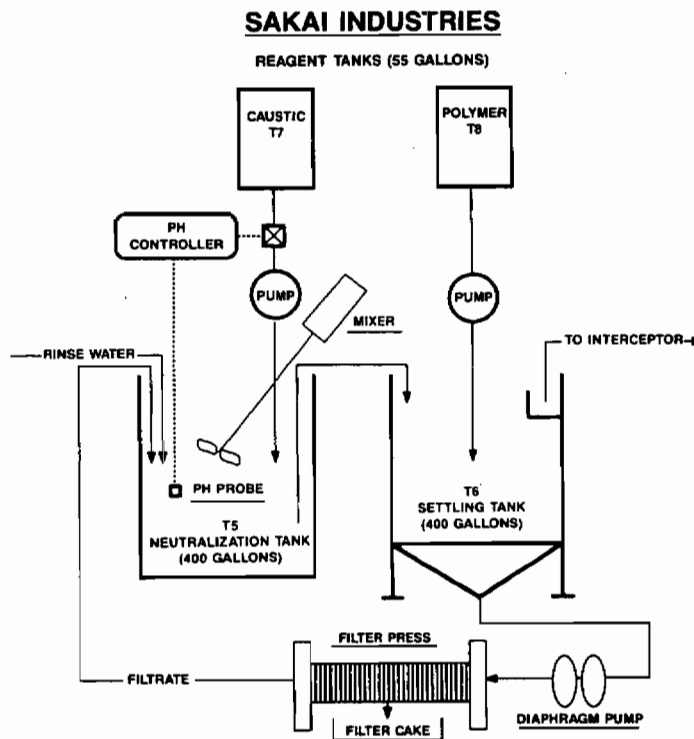 SAKAI INDUSTRIES
REAGENT TANKS (55 GALLONS)
CAUSTIC
T7
POLYMER
T8
PH
CONTROLLER
PUMP
PUMP
MIXER
TO INTERCEPTOR
RINSE WATER
PH PROBE
T5
NEUTRALIZATION TANK
(400 GALLONS)
T6
SETTLING TANK
(400 GALLONS)
FILTER PRESS
FILTRATE
FILTER CAKE
DIAPHRAGM PUMP